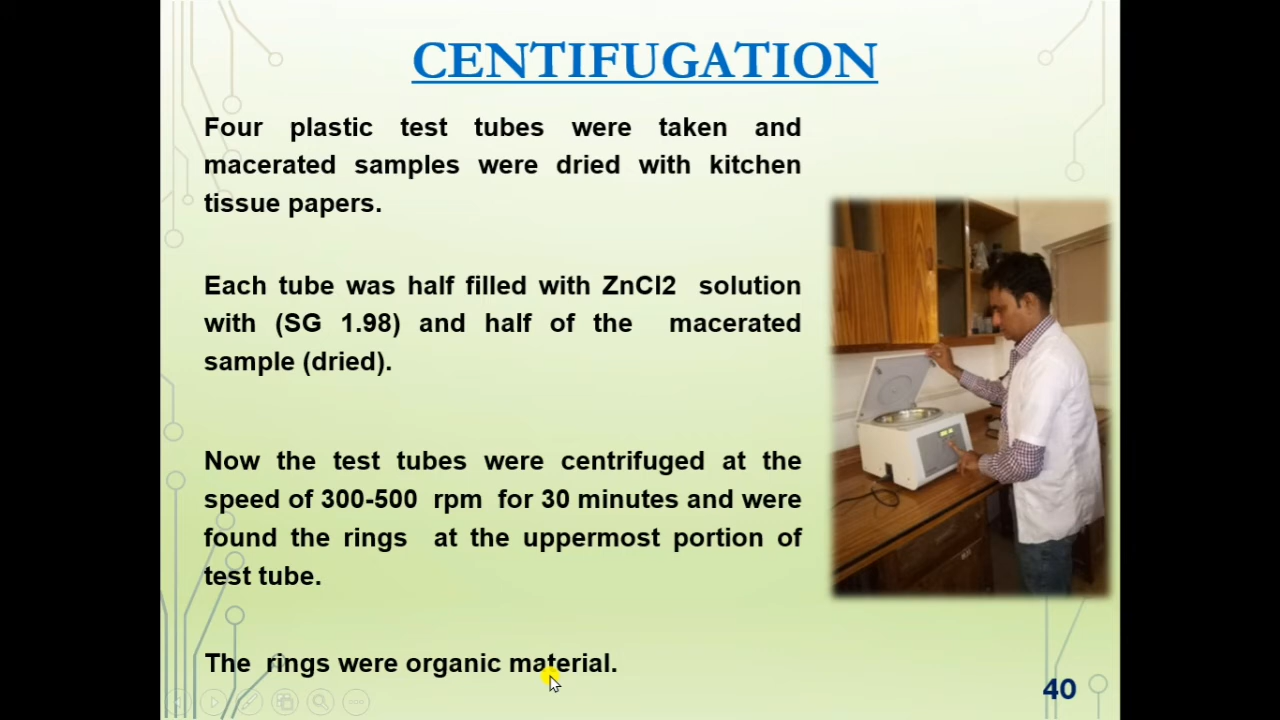 CENTIFUGATION
Four plastic test tubes were taken and
macerated samples were dried with kitchen
tissue papers.
Each tube was half filled with ZnCl2 solution
with (SG 1.98) and half of the macerated
sample (dried).
Now the test tubes were centrifuged at the
speed of 300-500 rpm for 30 minutes and were
found the rings at the uppermost portion of
test tube.
The rings were organic material.
40